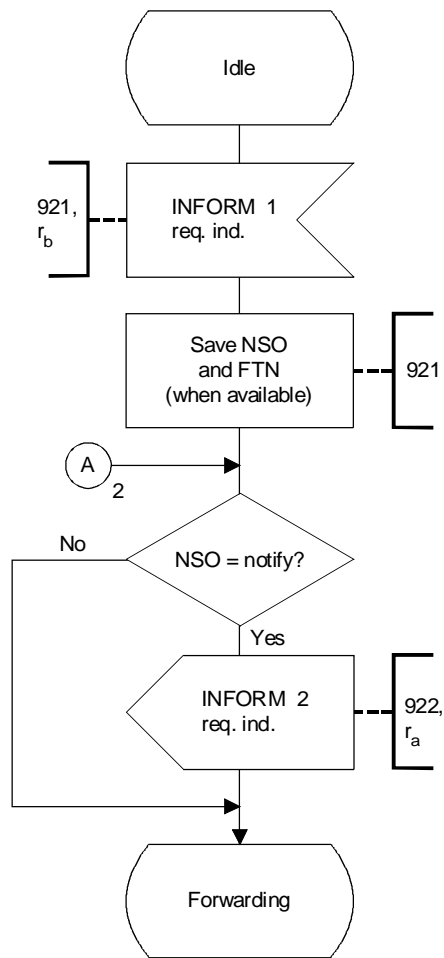 Idle
921,
r_b
INFORM 1
req. ind.
Save NSO
and FTN
(when available)
921
A
2
No
NSO = notify?
Yes
INFORM 2
req. ind.
922,
r_a
Forwarding